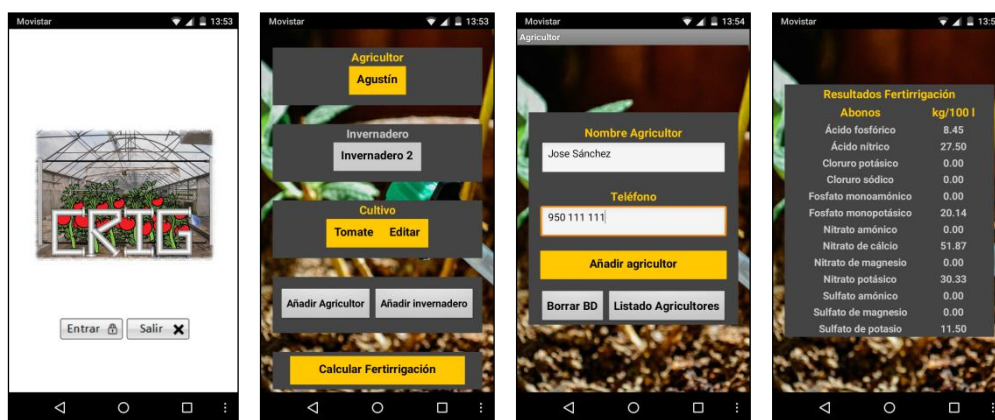 Movistar 13:53
CRIG
Entrar Salir
Movistar 13:53
Agricultor
Agustín
Invernadero
Invernadero 2
Cultivo
Tomate Editar
Añadir Agricultor Añadir invernadero
Calcular Fertirrigación
Movistar 13:54
Agricultor
Nombre Agricultor
Jose Sánchez
Teléfono
950 111 111
Añadir agricultor
Borrar BD Listado Agricultores
Movistar
Resultados Fertirrigación
Abonos kg/100 l
Ácido fosfórico 8.45
Ácido nítrico 27.50
Cloruro potásico 0.00
Cloruro sódico 0.00
Fosfato monoamónico 0.00
Fosfato monopotásico 20.14
Nitrato amónico 0.00
Nitrato de cálcio 51.87
Nitrato de magnesio 0.00
Nitrato potásico 30.33
Sulfato amónico 0.00
Sulfato de magnesio 0.00
Sulfato de potasio 11.50